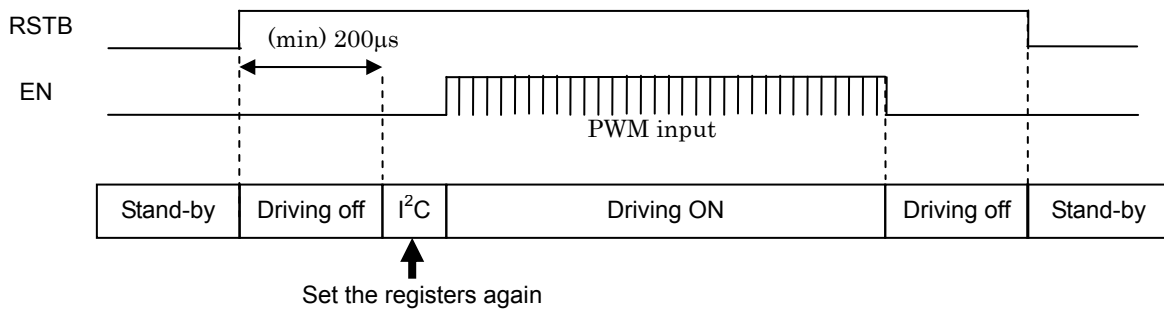 RSTB
(min) 200μs
EN
PWM input
Stand-by Driving off I²C Driving ON Driving off Stand-by
Set the registers again